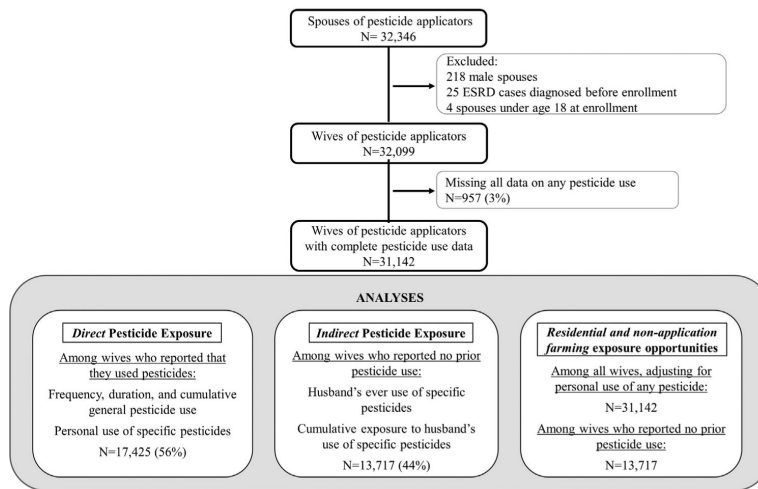 Spouses of pesticide applicators
N= 32,346
Excluded:
218 male spouses
25 ESRD cases diagnosed before enrollment
4 spouses under age 18 at enrollment
Wives of pesticide applicators
N=32,099
Missing all data on any pesticide use
N=957 (3%)
Wives of pesticide applicators
with complete pesticide use data
N=31,142
ANALYSES
Direct Pesticide Exposure
Among wives who reported that
they used pesticides:
Frequency, duration, and cumulative
general pesticide use
Personal use of specific pesticides
N=17,425 (56%)
Indirect Pesticide Exposure
Among wives who reported no prior
pesticide use:
Husband's ever use of specific
pesticides
Cumulative exposure to husband's
use of specific pesticides
N=13,717 (44%)
Residential and non-application
farming exposure opportunities
Among all wives, adjusting for
personal use of any pesticide:
N=31,142
Among wives who reported no prior
pesticide use:
N=13,717